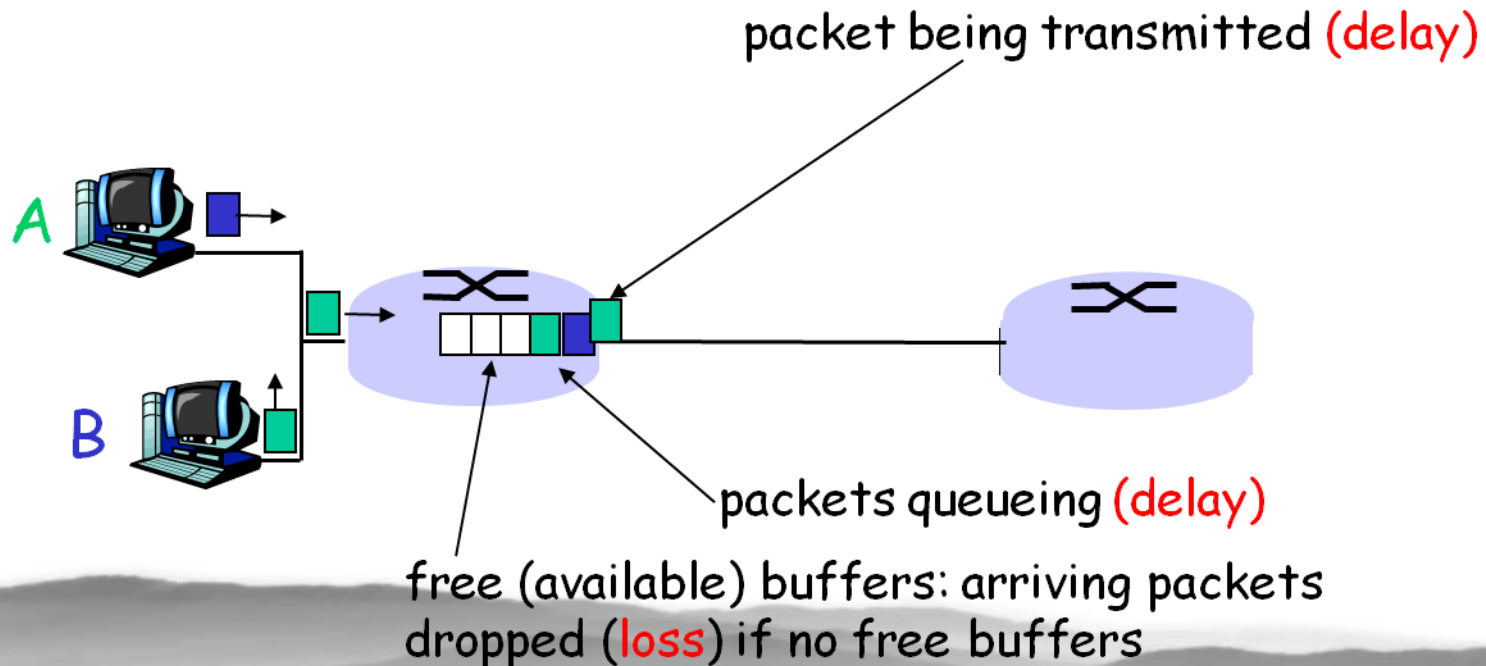 packet being transmitted (delay)
A
B
packets queueing (delay)
free (available) buffers: arriving packets
dropped (loss) if no free buffers